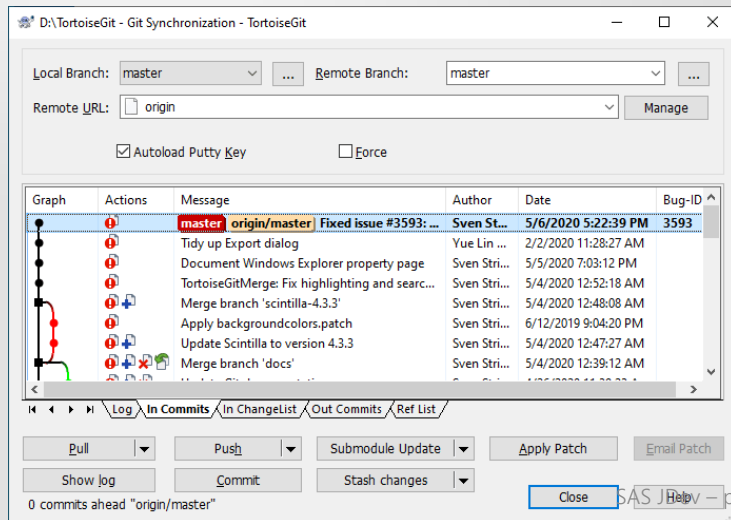 D:\TortoiseGit - Git Synchronization - TortoiseGit
Local Branch: master ... Remote Branch: master ...
Remote URL: origin Manage
Autoload Putty Key Force
Graph Actions Message Author Date Bug-ID
master origin/master Fixed issue #3593: ... Sven St... 5/6/2020 5:22:39 PM 3593
Tidy up Export dialog Yue Lin ... 2/2/2020 11:28:27 AM
Document Windows Explorer property page Sven Stri... 5/5/2020 7:03:12 PM
TortoiseGitMerge: Fix highlighting and searc... Sven Stri... 5/4/2020 12:52:18 AM
Merge branch 'scintilla-4.3.3' Sven Stri... 5/4/2020 12:48:08 AM
Apply backgroundcolors.patch Sven Stri... 6/12/2019 9:04:20 PM
Update Scintilla to version 4.3.3 Sven Stri... 5/4/2020 12:47:27 AM
Merge branch 'docs' Sven Stri... 5/4/2020 12:39:12 AM
Log In Commits In ChangeList Out Commits Ref List
Pull Push Submodule Update Apply Patch Email Patch
Show log Commit Stash changes
0 commits ahead "origin/master"
Close Help
SAS JDev – p